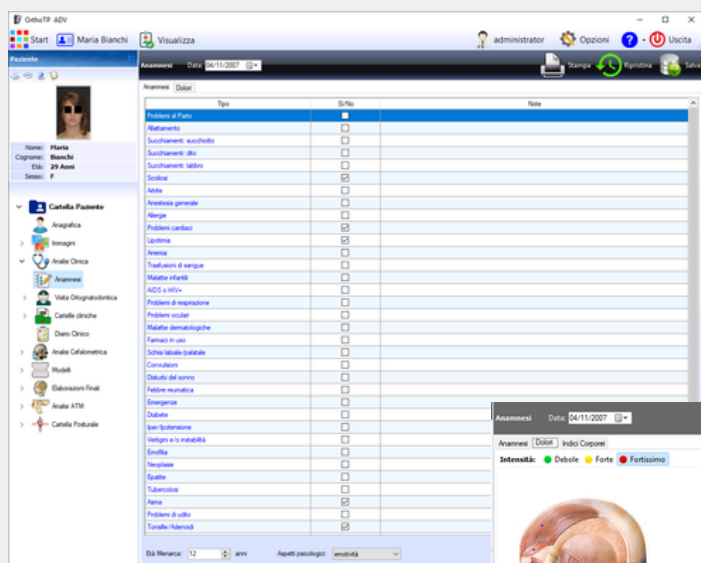 OrthoTP ADV
Start Maria Bianchi Visualizza administrator Opzioni ? Uscita
Paziente
Anamnesi Data: 04/11/2007 Stampa Ripristina Salva
Anamnesi Dolori
Tipo Si/No Note
Nome: Maria
Cognome: Bianchi
Età: 29 Anni
Sesso: F
Cartella Paziente
Anagrafica
Immagini
Analisi Clinica
Anamnesi
Visita Ortognatodontica
Cartelle cliniche
Diario Clinico
Analisi Cefalometrica
Modelli
Elaborazioni Finali
Analisi ATM
Cartella Posturale
Problemi al Parto
Allattamento
Succhiamenti: succhiotto
Succhiamenti: dito
Succhiamenti: labbro
Scoliosi
Artrite
Anestesia generale
Allergie
Problemi cardiaci
Lipotimia
Anemia
Trasfusioni di sangue
Malattie infantili
AIDS o HIV+
Problemi di respirazione
Problemi oculari
Malattie dermatologiche
Farmaci in uso
Schisi labiale/palatale
Convulsioni
Disturbi del sonno
Febbre reumatica
Emergenze
Diabete
Iper/Ipotensione
Vertigini e/o instabilità
Emofilia
Neoplasie
Epatite
Tubercolosi
Asma
Problemi di udito
Tonsille/Adenoidi
Età Menarca: 12 anni Aspetti psicologici: emotività
Anamnesi Data: 04/11/2007
Anamnesi Dolori Indici Corporei
Intensità: Debole Forte Fortissimo